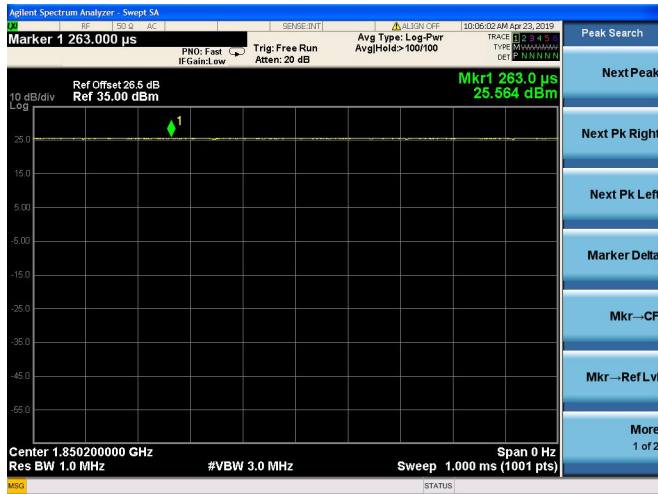 Agilent Spectrum Analyzer - Swept SA
RF 50 Ω AC SENSE:INT ALIGN OFF 10:06:02 AM Apr 23, 2019
Marker 1 263.000 µs
PNO: Fast
IFGain:Low
Trig: Free Run
Atten: 20 dB
Avg Type: Log-Pwr
Avg|Hold:>100/100
TRACE 1 2 3 4 5 6
TYPE M
DET P N N N N N
Ref Offset 26.5 dB
10 dB/div Ref 35.00 dBm
Log
Mkr1 263.0 µs
25.564 dBm
1
25.0
15.0
5.00
-5.00
-15.0
-25.0
-35.0
-45.0
-55.0
Center 1.850200000 GHz Span 0 Hz
Res BW 1.0 MHz #VBW 3.0 MHz Sweep 1.000 ms (1001 pts)
MSG STATUS
Peak Search
Next Peak
Next Pk Right
Next Pk Left
Marker Delta
Mkr→CF
Mkr→Ref Lvl
More
1 of 2